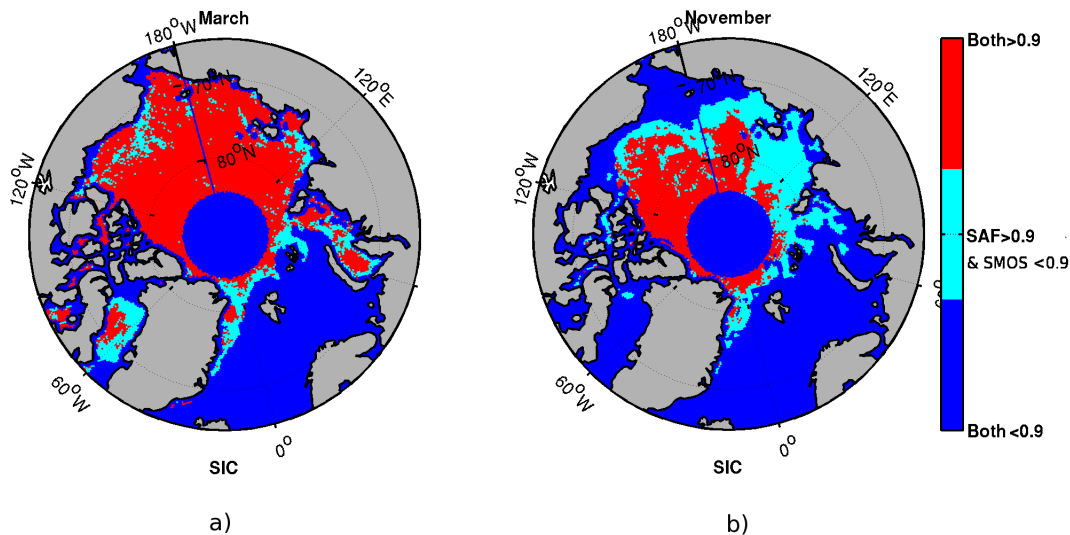 March
180°W
70°N
120°E
80°N
120°W
60°W
0°
SIC
a)
November
180°W
70°N
120°E
80°N
120°W
60°W
0°
SIC
b)
Both>0.9
SAF>0.9
& SMOS <0.9
Both <0.9